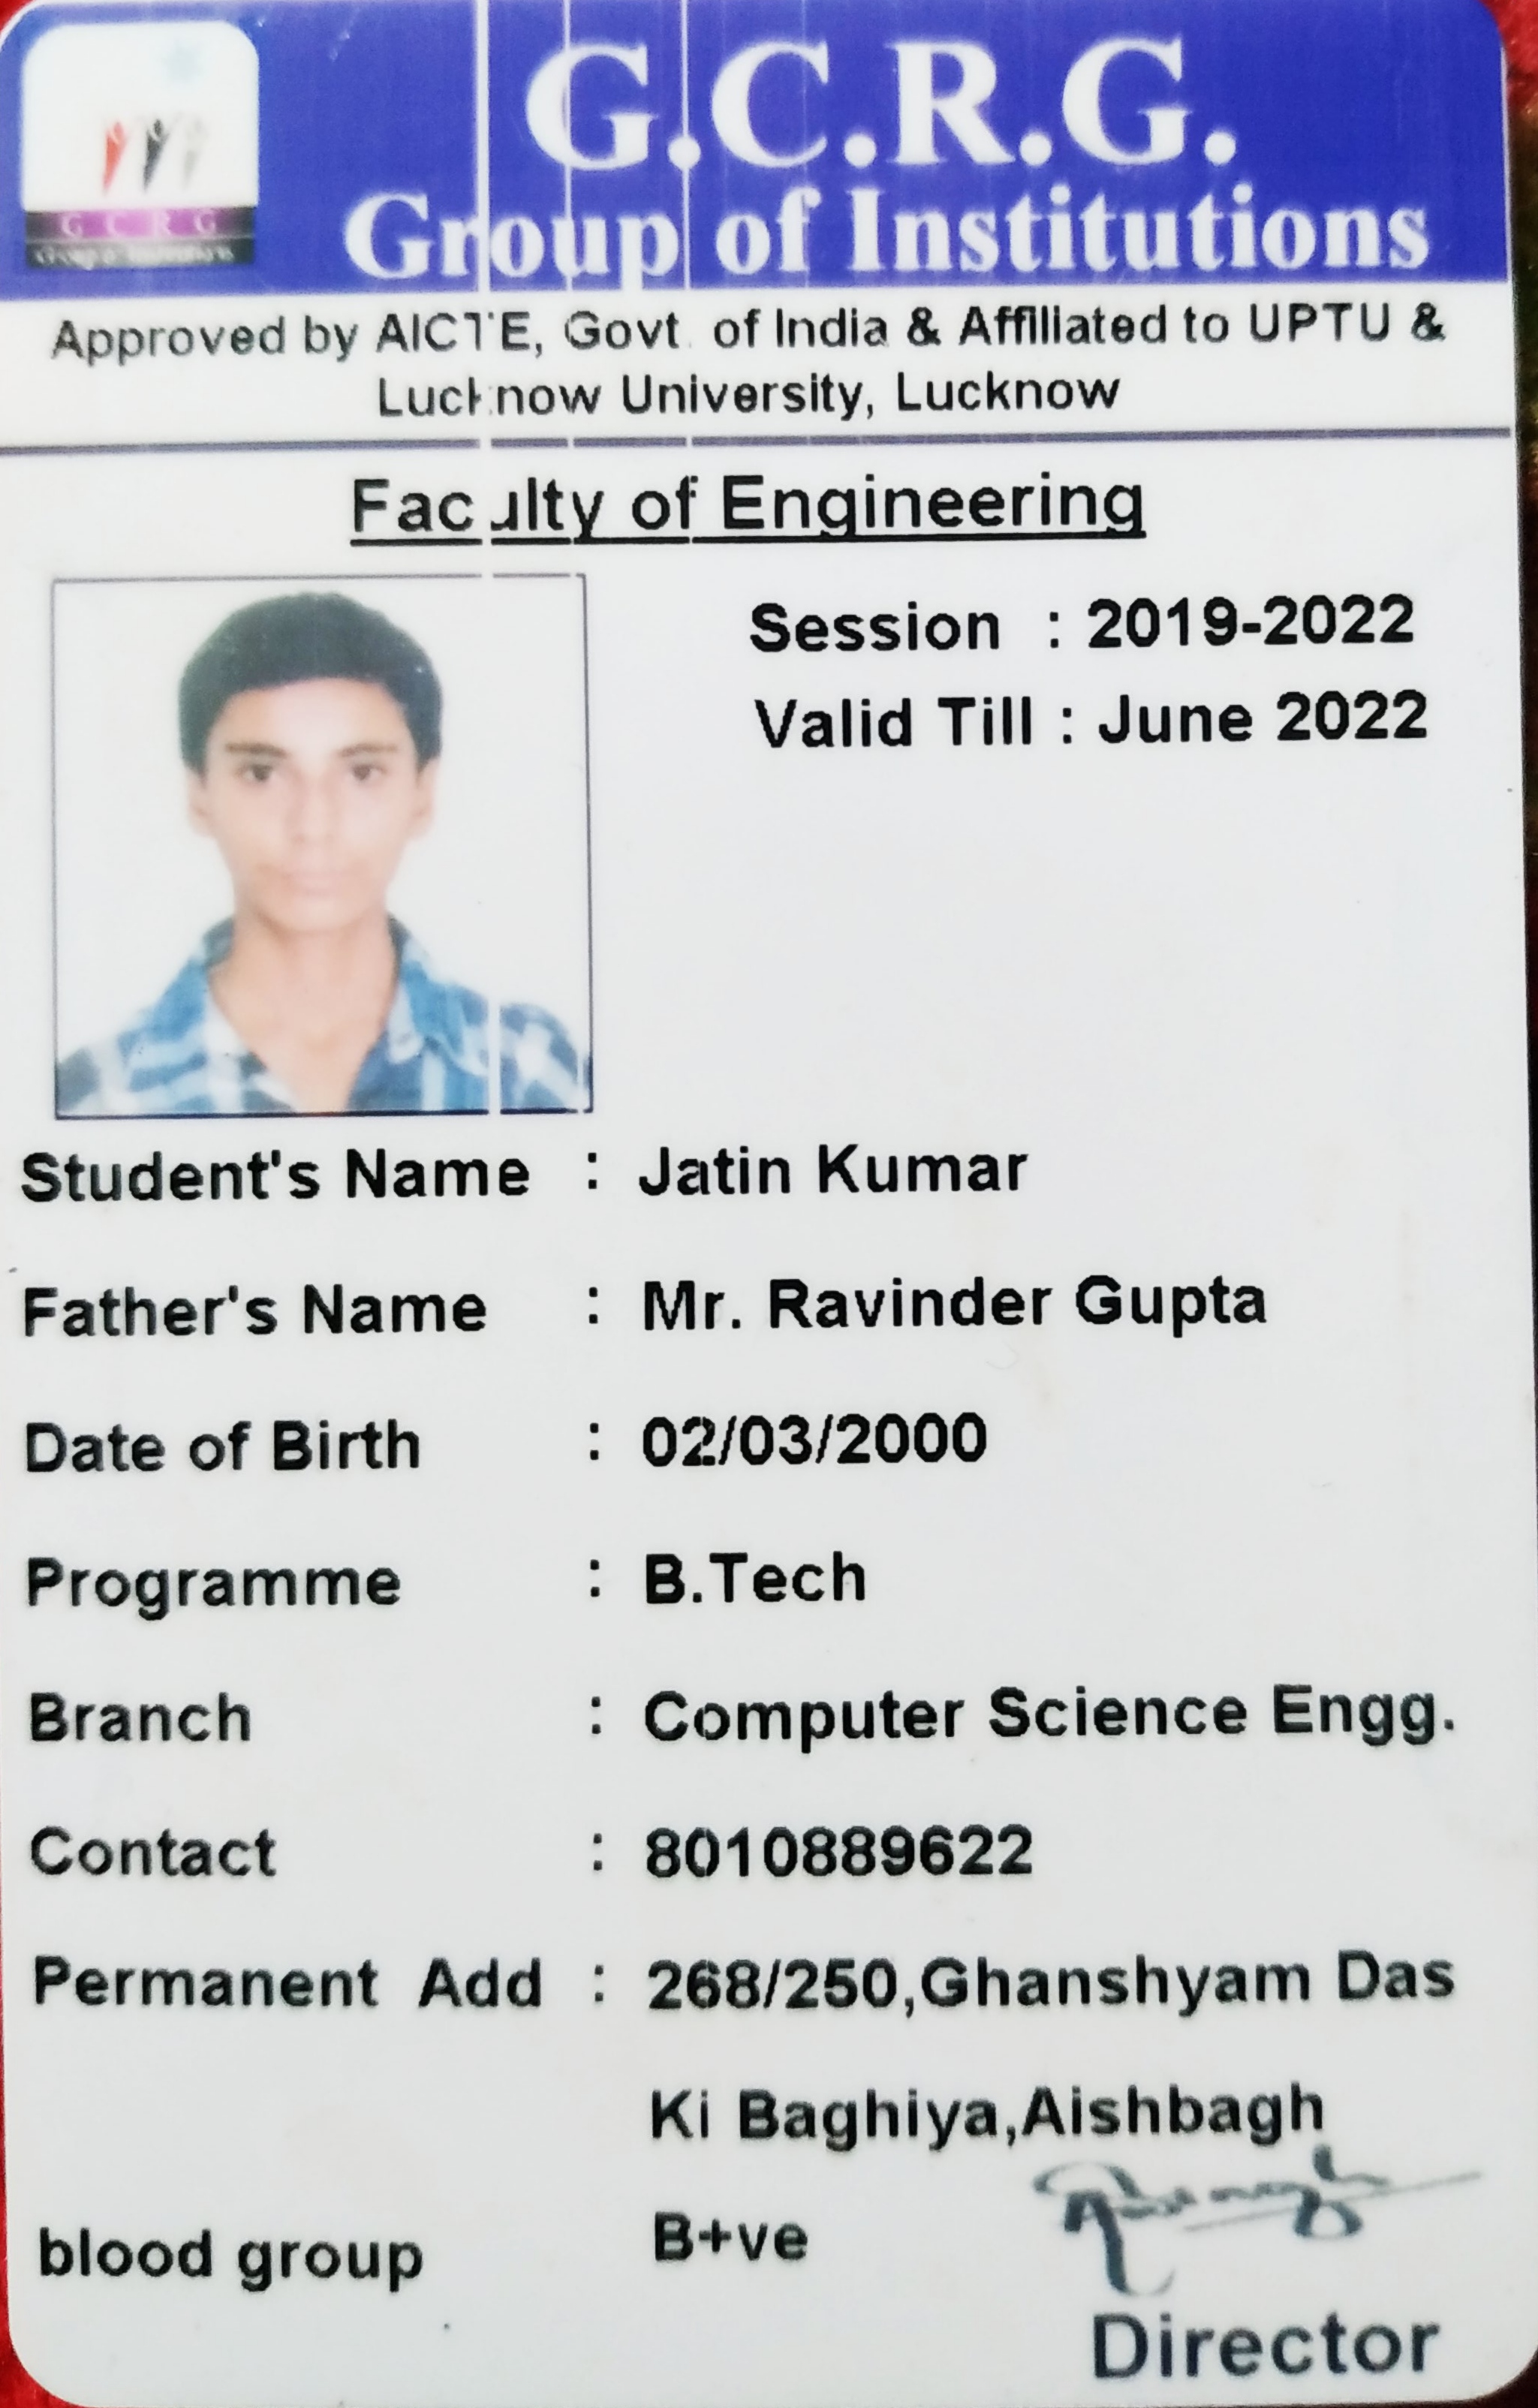 G.C.R.G.
Group of Institutions
G C R G
Approved by AICTE, Govt. of India & Affiliated to UPTU &
Lucknow University, Lucknow
Faculty of Engineering
Session : 2019-2022
Valid Till : June 2022
Student's Name : Jatin Kumar
Father's Name : Mr. Ravinder Gupta
Date of Birth : 02/03/2000
Programme : B.Tech
Branch : Computer Science Engg.
Contact : 8010889622
Permanent Add : 268/250,Ghanshyam Das
Ki Baghiya,Aishbagh
blood group B+ve
Director